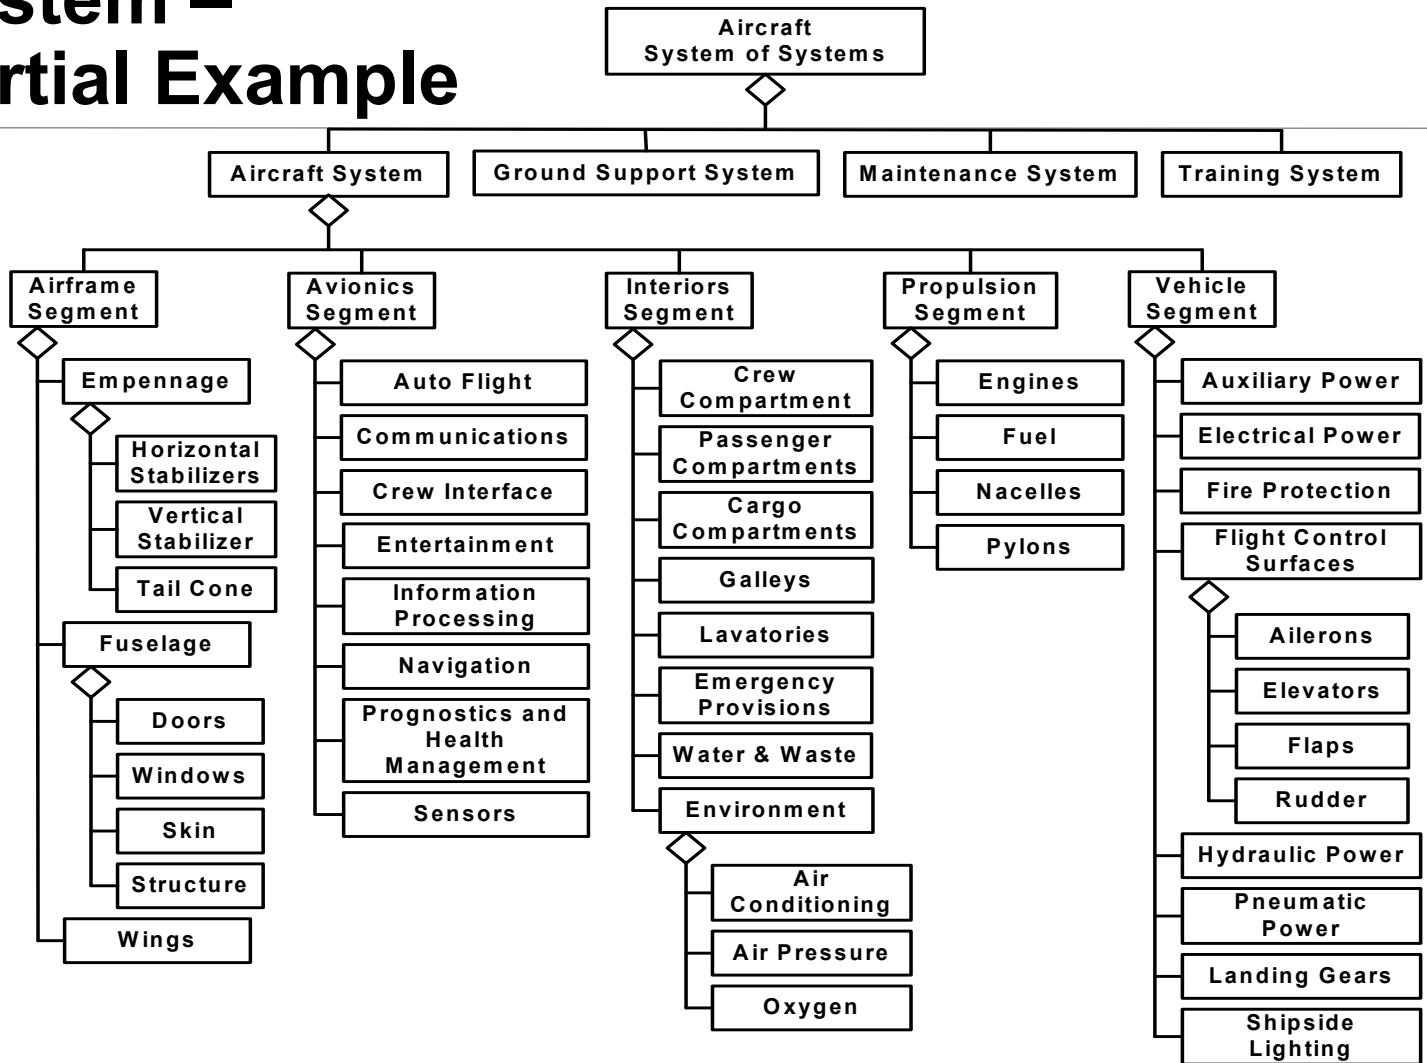 Aircraft
System of Systems
Aircraft System
Ground Support System
Maintenance System
Training System
Airframe
Segment
Empennage
Horizontal
Stabilizers
Vertical
Stabilizer
Tail Cone
Fuselage
Doors
Windows
Skin
Structure
Wings
Avionics
Segment
Auto Flight
Communications
Crew Interface
Entertainment
Information
Processing
Navigation
Prognostics and
Health
Management
Sensors
Interiors
Segment
Crew
Compartment
Passenger
Compartments
Cargo
Compartments
Galleys
Lavatories
Emergency
Provisions
Water & Waste
Environment
Air
Conditioning
Air Pressure
Oxygen
Propulsion
Segment
Engines
Fuel
Nacelles
Pylons
Vehicle
Segment
Auxiliary Power
Electrical Power
Fire Protection
Flight Control
Surfaces
Ailerons
Elevators
Flaps
Rudder
Hydraulic Power
Pneumatic
Power
Landing Gears
Shipside
Lighting
stem –
rtial Example